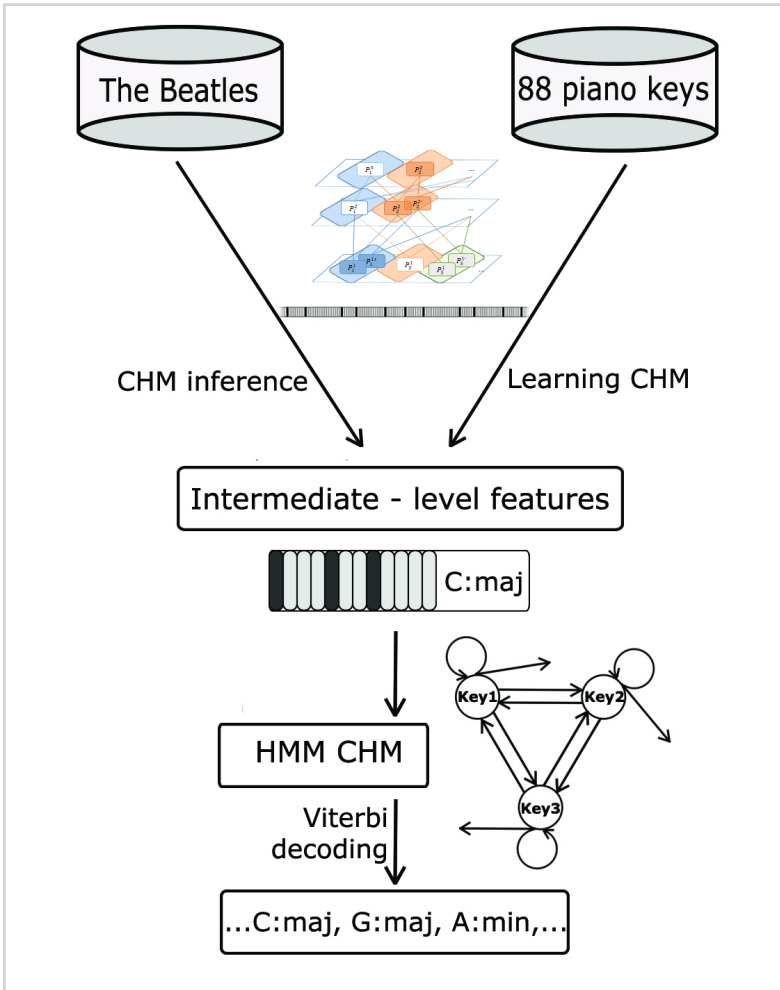 The Beatles
88 piano keys
CHM inference
Learning CHM
Intermediate - level features
C:maj
Key1
Key2
HMM CHM
Key3
Viterbi
decoding
...C:maj, G:maj, A:min,...